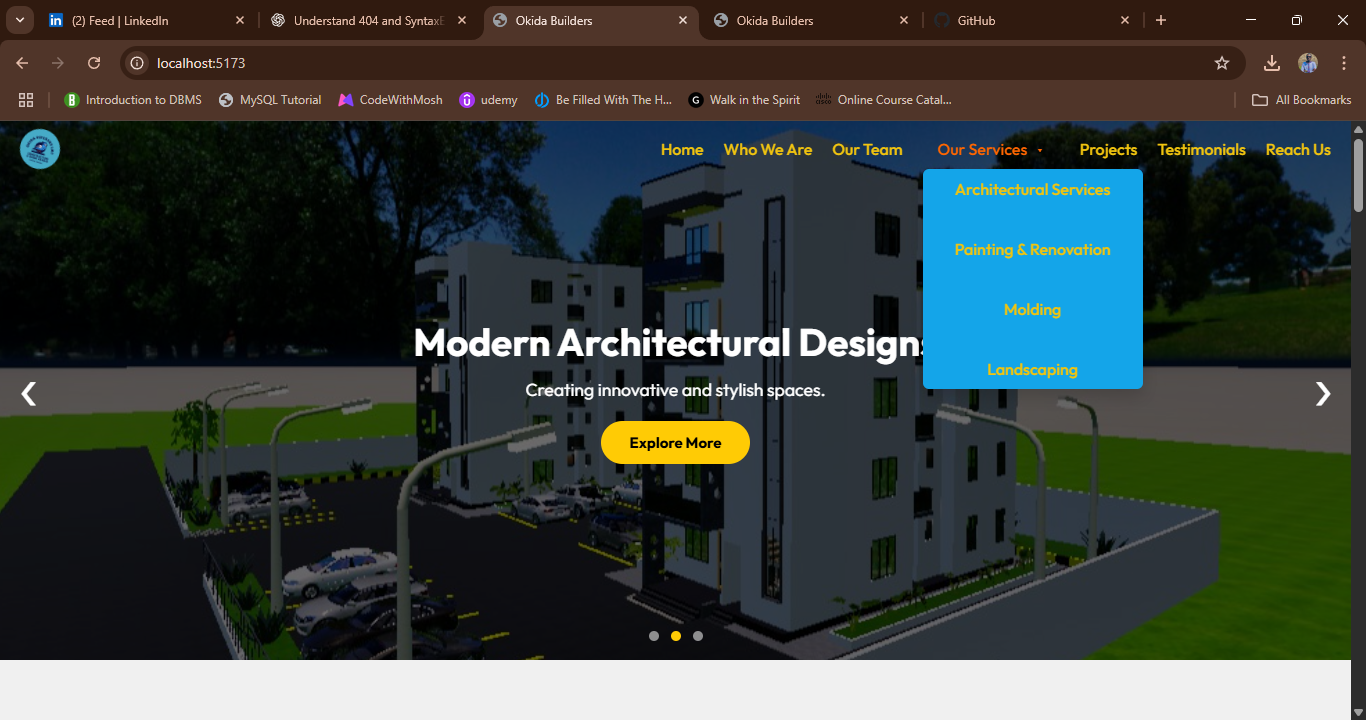 (2) Feed | LinkedIn
Understand 404 and Syntax
Okida Builders
Okida Builders
GitHub
localhost:5173
Introduction to DBMS
MySQL Tutorial
CodeWithMosh
udemy
Be Filled With The H...
Walk in the Spirit
Online Course Catal...
All Bookmarks
Home Who We Are Our Team Our Services Projects Testimonials Reach Us
Architectural Services
Painting & Renovation
Molding
Landscaping
Modern Architectural Designs
Creating innovative and stylish spaces.
Explore More